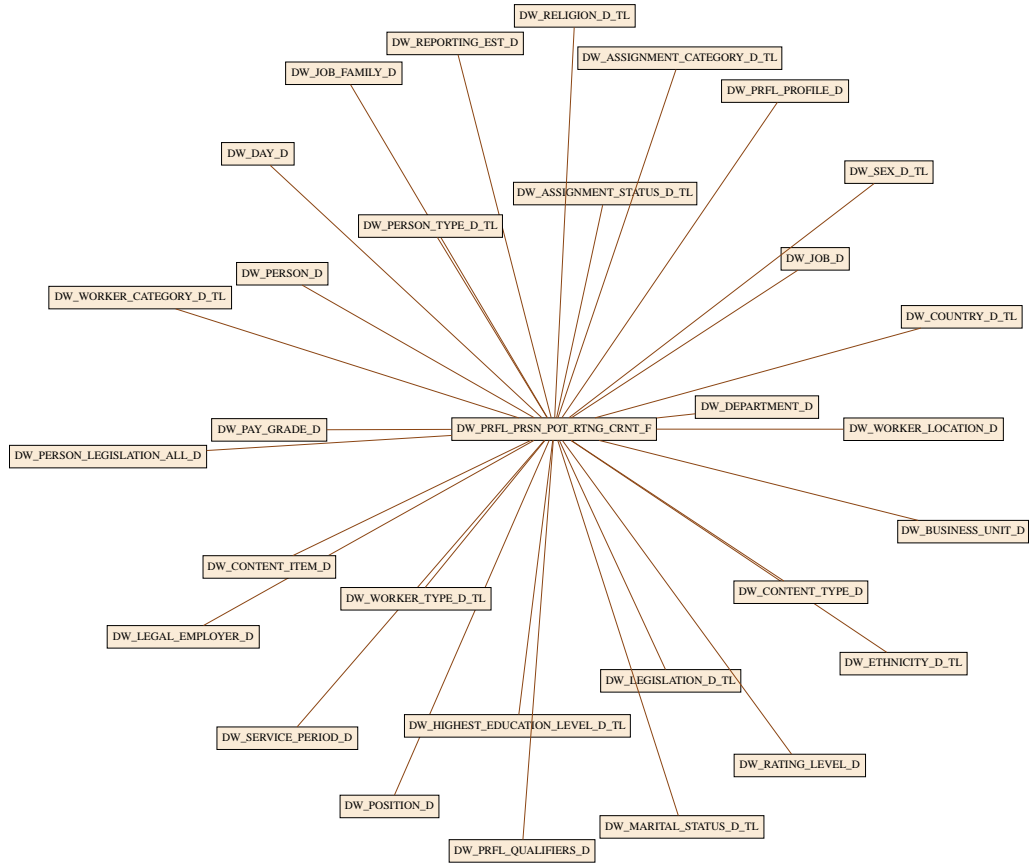 DW_RELIGION_D_TL
DW_REPORTING_EST_D
DW_ASSIGNMENT_CATEGORY_D_TL
DW_JOB_FAMILY_D
DW_PRFL_PROFILE_D
DW_DAY_D
DW_SEX_D_TL
DW_ASSIGNMENT_STATUS_D_TL
DW_PERSON_TYPE_D_TL
DW_JOB_D
DW_PERSON_D
DW_WORKER_CATEGORY_D_TL
DW_COUNTRY_D_TL
DW_DEPARTMENT_D
DW_PAY_GRADE_D
DW_PRFL_PRSN_POT_RTNG_CRNT_F
DW_WORKER_LOCATION_D
DW_PERSON_LEGISLATION_ALL_D
DW_BUSINESS_UNIT_D
DW_CONTENT_ITEM_D
DW_CONTENT_TYPE_D
DW_WORKER_TYPE_D_TL
DW_LEGAL_EMPLOYER_D
DW_ETHNICITY_D_TL
DW_LEGISLATION_D_TL
DW_HIGHEST_EDUCATION_LEVEL_D_TL
DW_SERVICE_PERIOD_D
DW_RATING_LEVEL_D
DW_POSITION_D
DW_MARITAL_STATUS_D_TL
DW_PRFL_QUALIFIERS_D